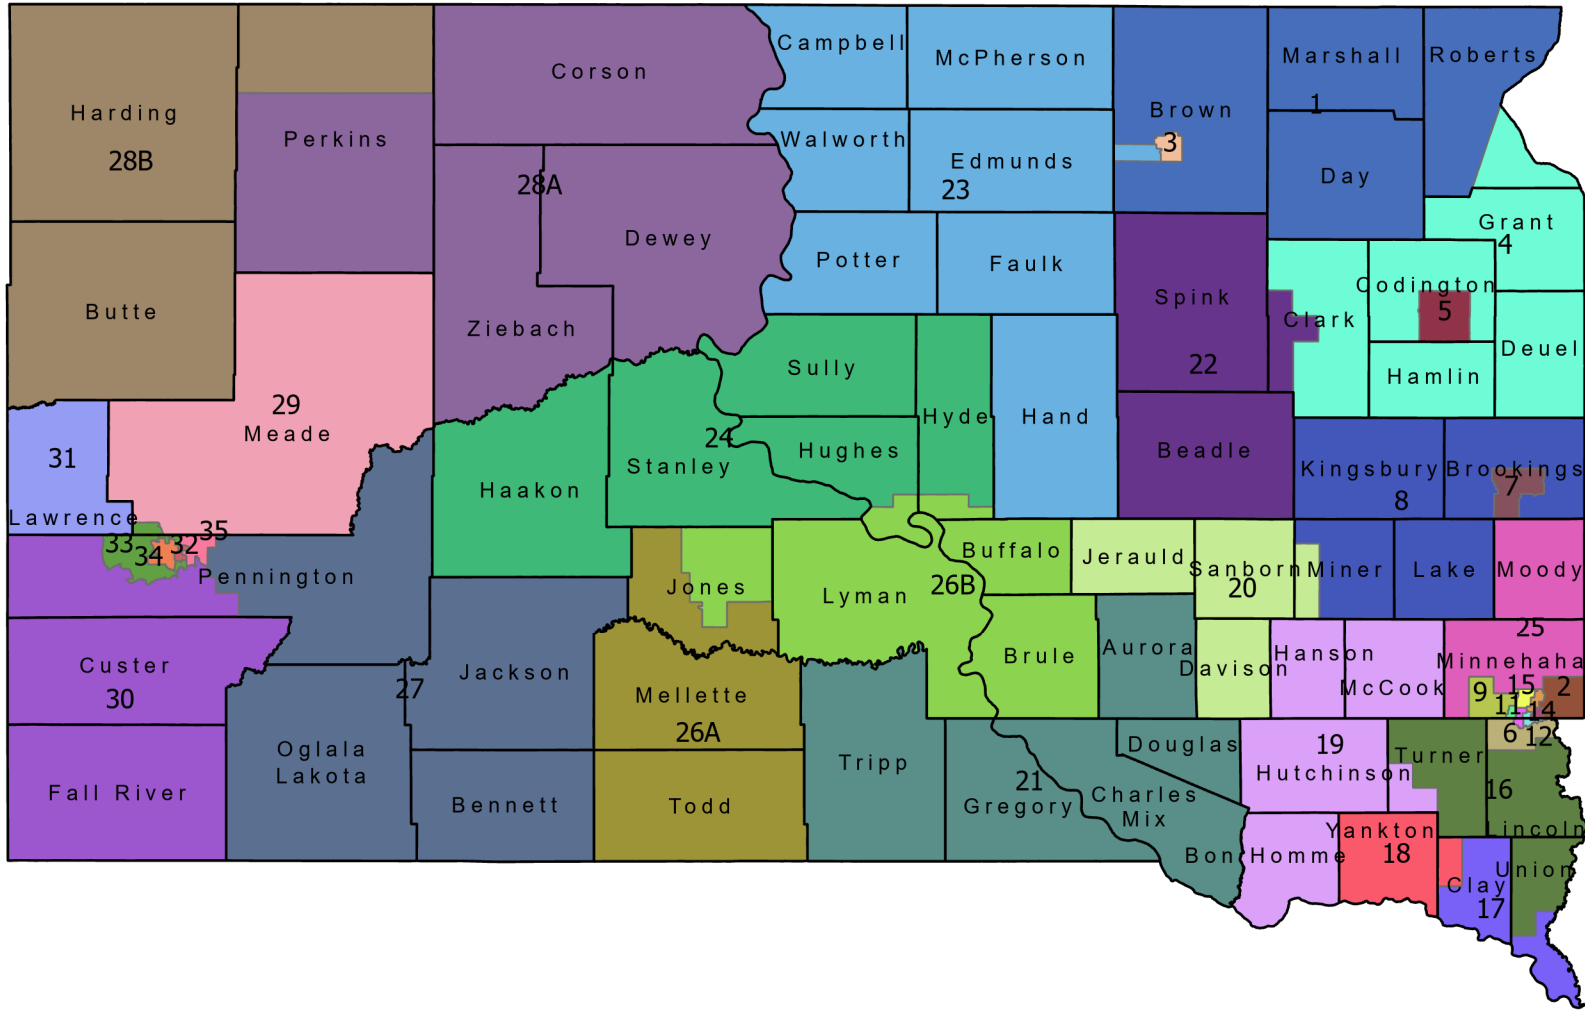 Harding
28B
Perkins
Corson
Campbell
McPherson
Brown
3
Marshall
1
Roberts
Walworth
Edmunds
23
Day
Grant
4
28A
Dewey
Ziebach
Butte
Potter
Faulk
Spink
22
Clark
Codington
5
Hamlin
Deuel
29
Meade
31
Lawrence
Sully
Hyde
Hand
24
Stanley
Hughes
Haakon
Beadle
Kingsbury
8
Brookings
7
33
34
32
35
Pennington
Jones
Lyman
26B
Buffalo
Jerauld
Sanborn
20
Miner
Lake
Moody
25
Custer
30
27
Jackson
Mellette
26A
Brule
Aurora
Davison
Hanson
McCook
Minnehaha
9
15
2
11
14
6
12
Fall River
Oglala
Lakota
Bennett
Todd
Tripp
Gregory
21
Charles
Mix
Douglas
19
Hutchinson
Turner
16
Lincoln
Bon Homme
Yankton
18
Clay
17
Union